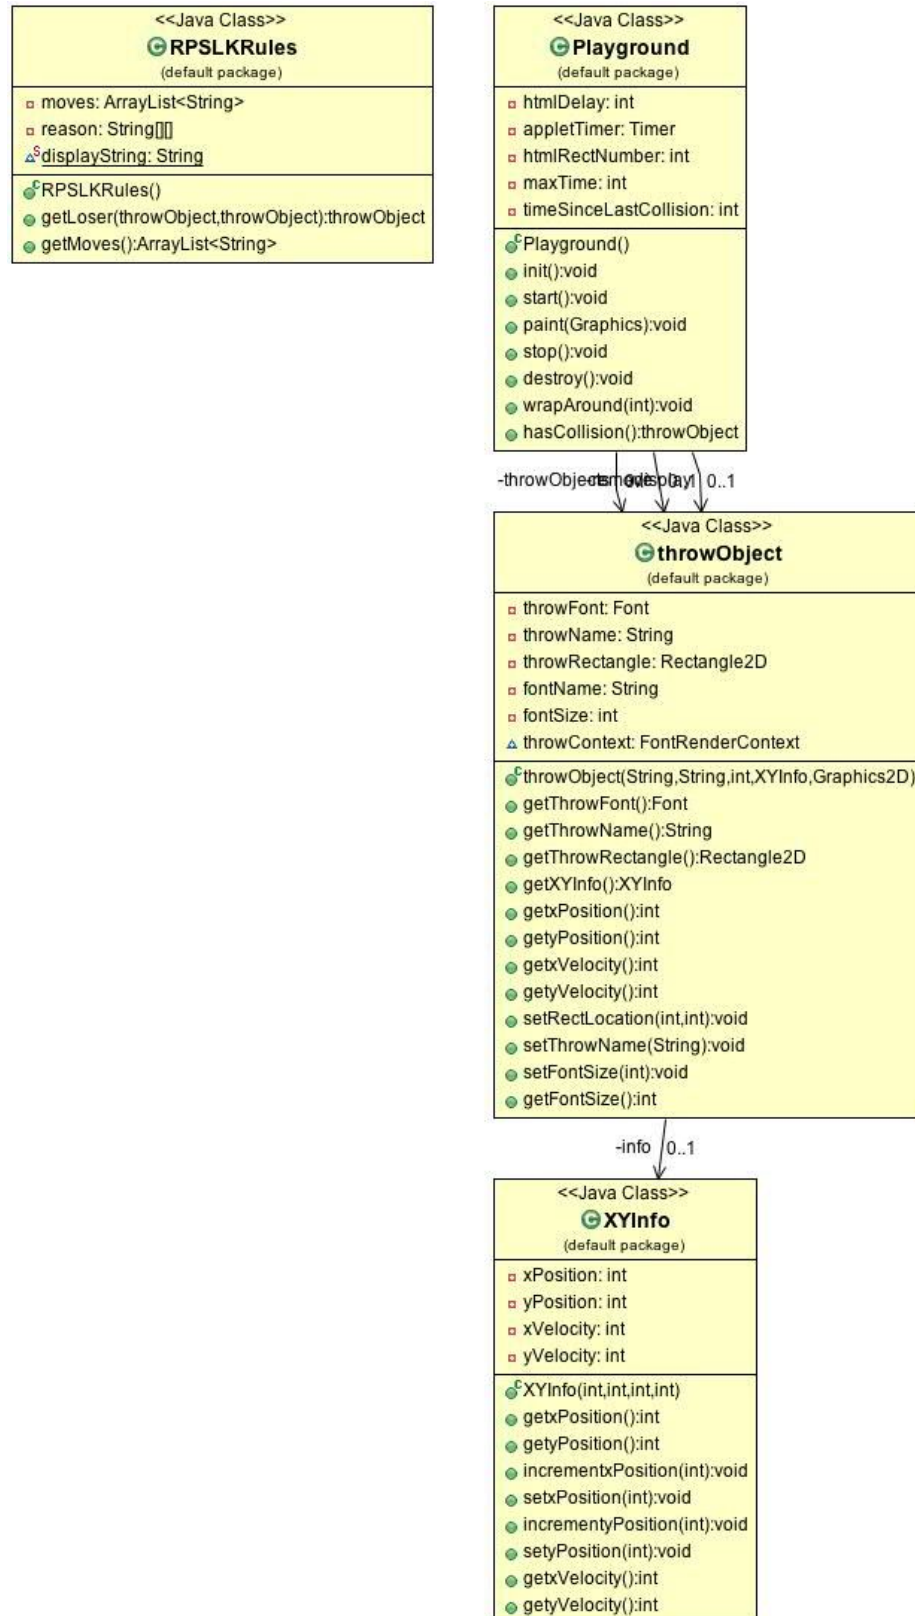 <<Java Class>>
RPSLKRules
(default package)
moves: ArrayList<String>
reason: String[][]
displayString: String
RPSLKRules()
getLoser(throwObject,throwObject):throwObject
getMoves():ArrayList<String>
<<Java Class>>
Playground
(default package)
htmlDelay: int
appletTimer: Timer
htmlRectNumber: int
maxTime: int
timeSinceLastCollision: int
Playground()
init():void
start():void
paint(Graphics):void
stop():void
destroy():void
wrapAround(int):void
hasCollision():throwObject
-throwObjects 0..1
<<Java Class>>
throwObject
(default package)
throwFont: Font
throwName: String
throwRectangle: Rectangle2D
fontName: String
fontSize: int
throwContext: FontRenderContext
throwObject(String,String,int,XYInfo,Graphics2D)
getThrowFont():Font
getThrowName():String
getThrowRectangle():Rectangle2D
getXYInfo():XYInfo
getxPosition():int
getyPosition():int
getxVelocity():int
getyVelocity():int
setRectLocation(int,int):void
setThrowName(String):void
setFontSize(int):void
getFontSize():int
-info 0..1
<<Java Class>>
XYInfo
(default package)
xPosition: int
yPosition: int
xVelocity: int
yVelocity: int
XYInfo(int,int,int,int)
getxPosition():int
getyPosition():int
incrementxPosition(int):void
setxPosition(int):void
incrementyPosition(int):void
setyPosition(int):void
getxVelocity():int
getyVelocity():int